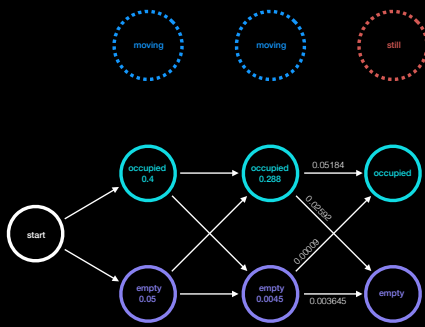 moving
moving
still
occupied
0.4
occupied
0.288
0.05184
occupied
0.02592
start
0.00009
empty
0.05
empty
0.0045
0.003645
empty